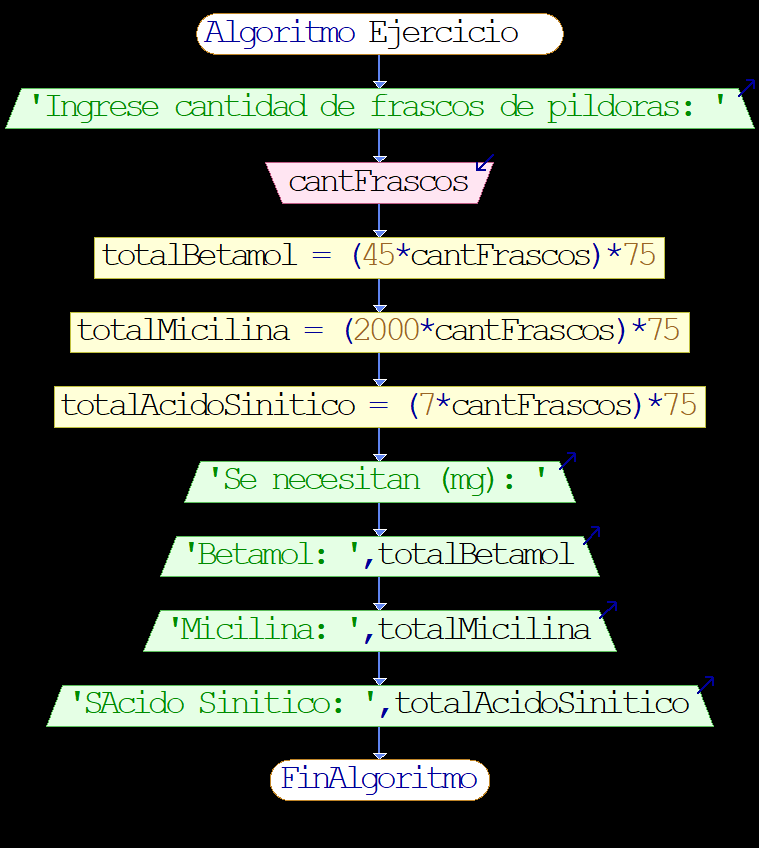 Algoritmo Ejercicio
'Ingrese cantidad de frascos de pildoras: '
cantFrascos
totalBetamol = (45*cantFrascos)*75
totalMicilina = (2000*cantFrascos)*75
totalAcidoSinitico = (7*cantFrascos)*75
'Se necesitan (mg): '
'Betamol: ',totalBetamol
'Micilina: ',totalMicilina
'SAcido Sinitico: ',totalAcidoSinitico
FinAlgoritmo